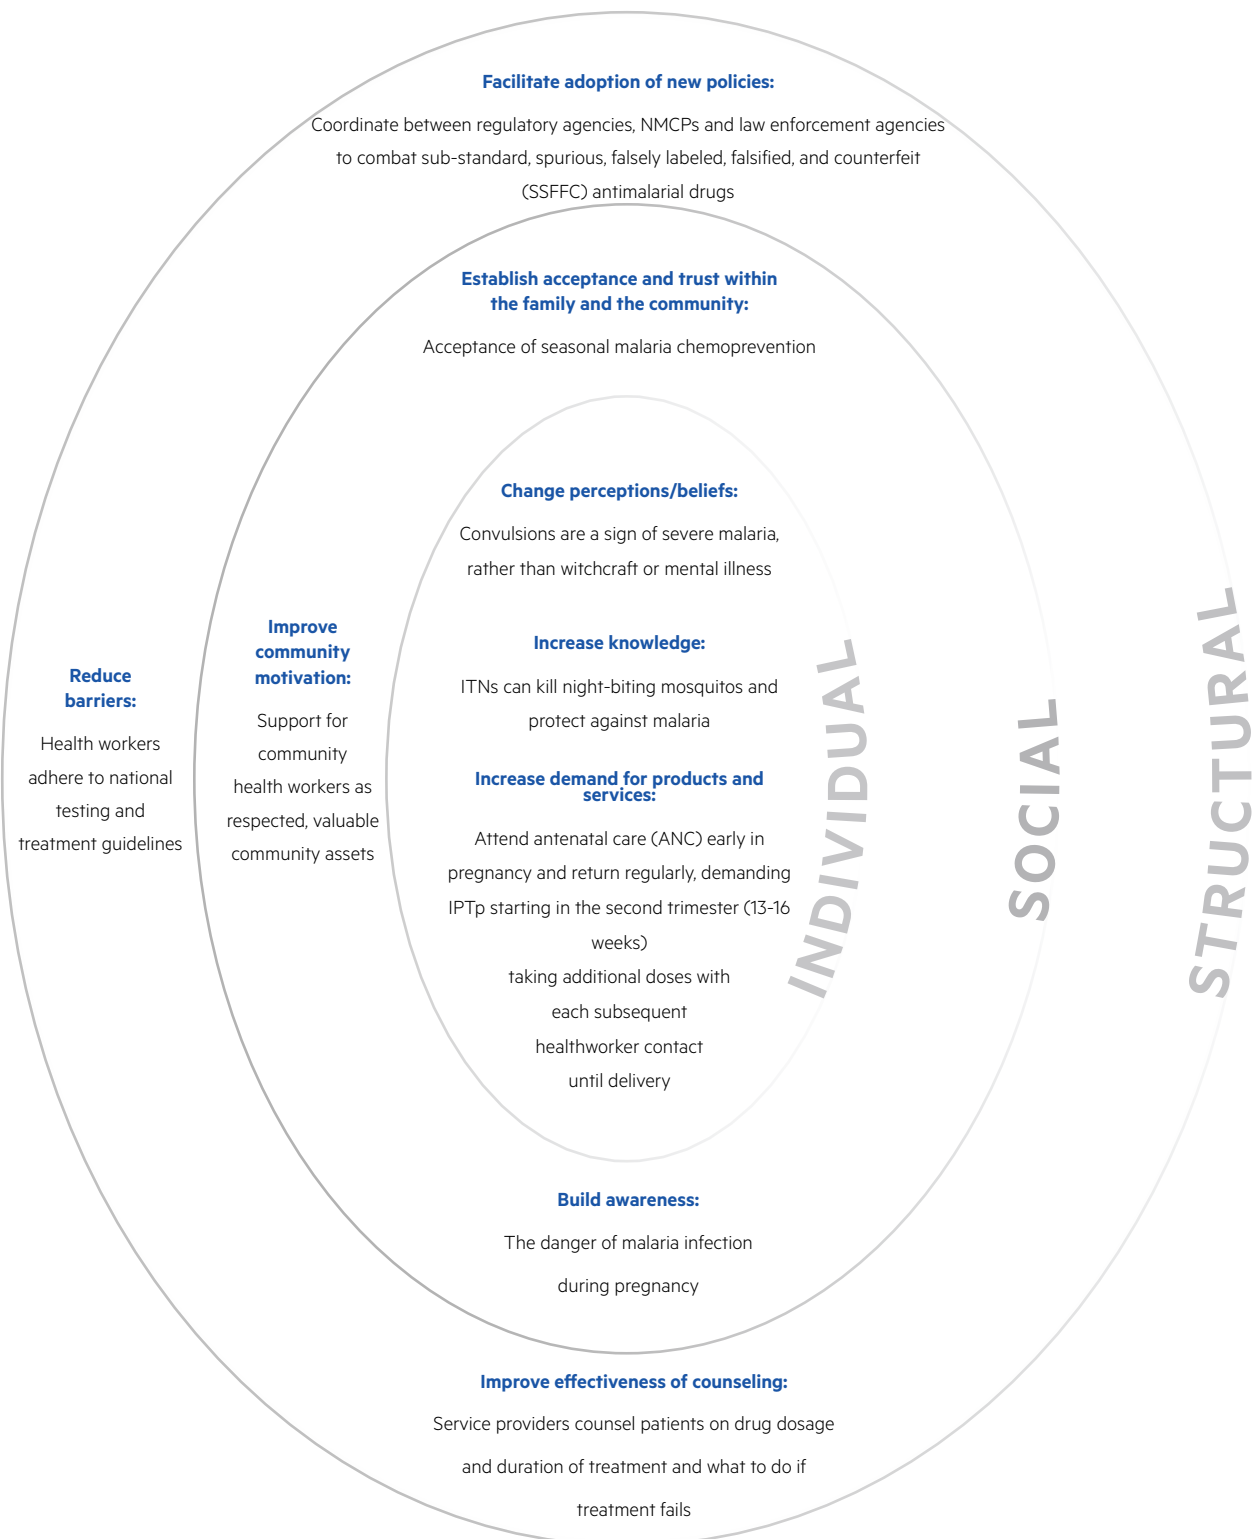 Facilitate adoption of new policies:
Coordinate between regulatory agencies, NMCPs and law enforcement agencies
to combat sub-standard, spurious, falsely labeled, falsified, and counterfeit
(SSFFC) antimalarial drugs
Establish acceptance and trust within
the family and the community:
Acceptance of seasonal malaria chemoprevention
Change perceptions/beliefs:
Convulsions are a sign of severe malaria,
rather than witchcraft or mental illness
Increase knowledge:
ITNs can kill night-biting mosquitos and
protect against malaria
Increase demand for products and
services:
Attend antenatal care (ANC) early in
pregnancy and return regularly, demanding
IPTp starting in the second trimester (13-16
weeks)
taking additional doses with
each subsequent
healthworker contact
until delivery
Improve
community
motivation:
Support for
community
health workers as
respected, valuable
community assets
Reduce
barriers:
Health workers
adhere to national
testing and
treatment guidelines
INDIVIDUAL
SOCIAL
STRUCTURAL
Build awareness:
The danger of malaria infection
during pregnancy
Improve effectiveness of counseling:
Service providers counsel patients on drug dosage
and duration of treatment and what to do if
treatment fails